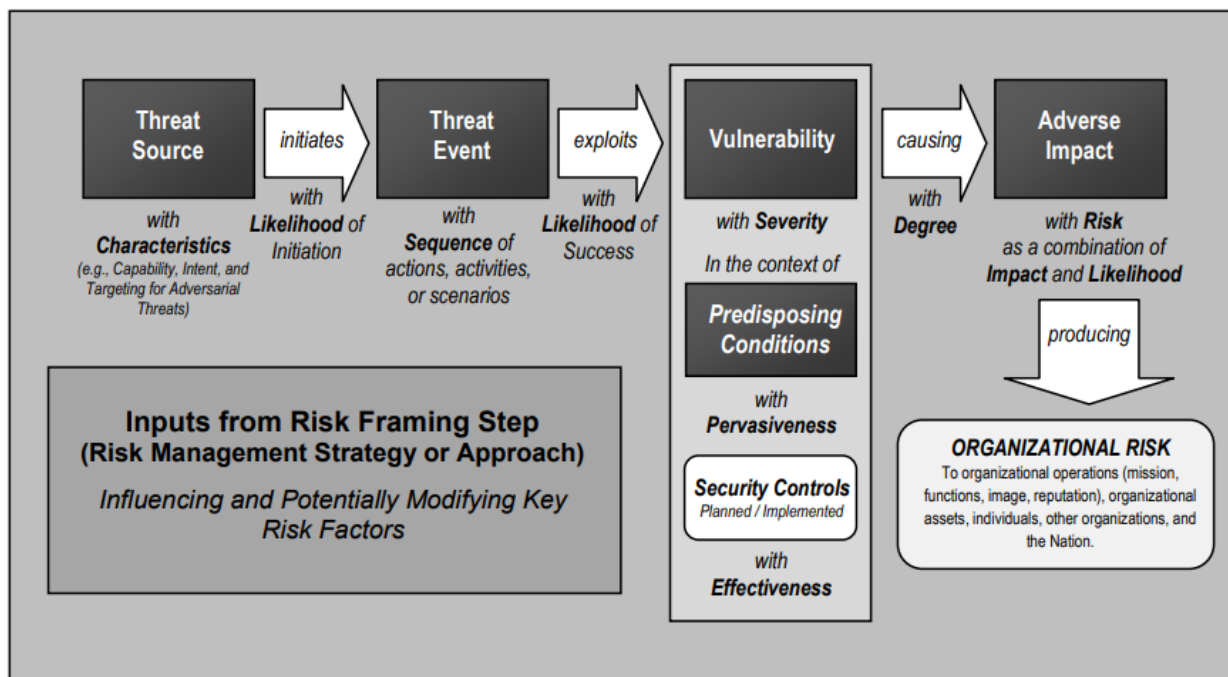 Threat
Source
initiates
Threat
Event
exploits
Vulnerability
causing
Adverse
Impact
with
Characteristics
(e.g., Capability, Intent, and
Targeting for Adversarial
Threats)
with
Likelihood of
Initiation
with
Sequence of
actions, activities,
or scenarios
with
Likelihood of
Success
with Severity
In the context of
Predisposing
Conditions
with
Pervasiveness
Security Controls
Planned / Implemented
with
Effectiveness
with
Degree
with Risk
as a combination of
Impact and Likelihood
producing
ORGANIZATIONAL RISK
To organizational operations (mission,
functions, image, reputation), organizational
assets, individuals, other organizations, and
the Nation.
Inputs from Risk Framing Step
(Risk Management Strategy or Approach)
Influencing and Potentially Modifying Key
Risk Factors